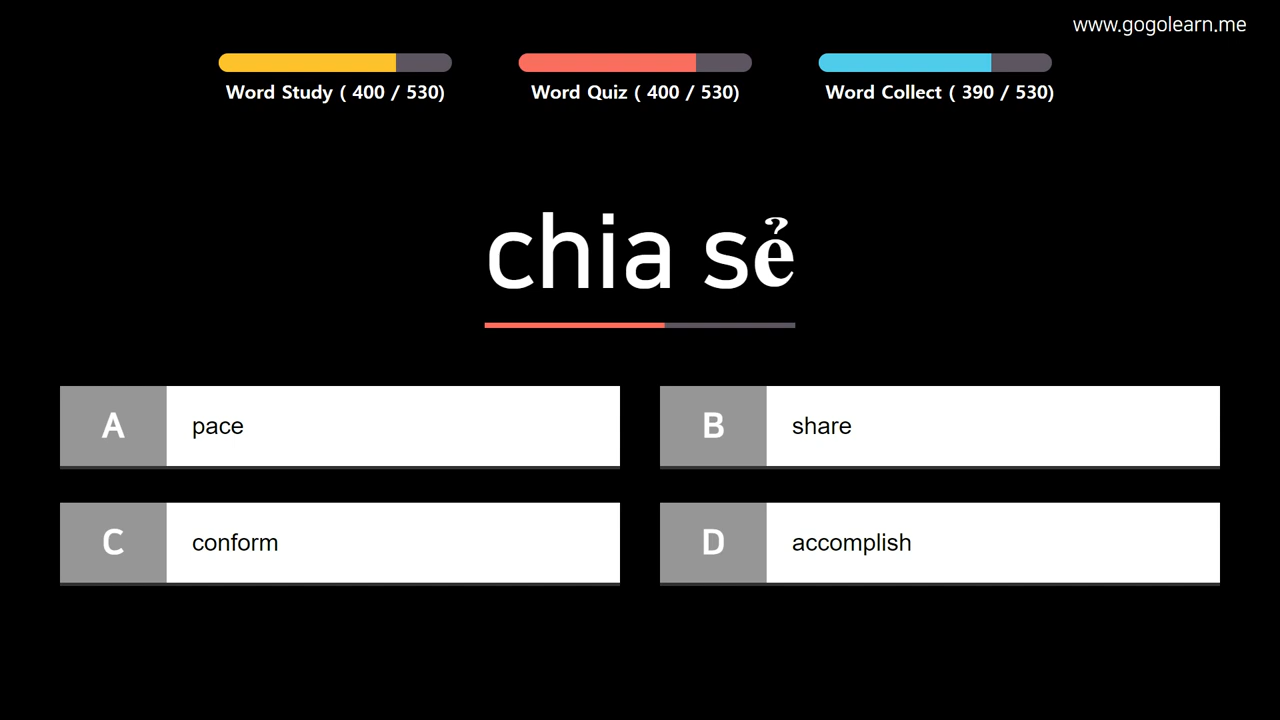 www.gogolearn.me
Word Study ( 400 / 530)
Word Quiz ( 400 / 530)
Word Collect ( 390 / 530)
chia sẻ
A pace
B share
C conform
D accomplish